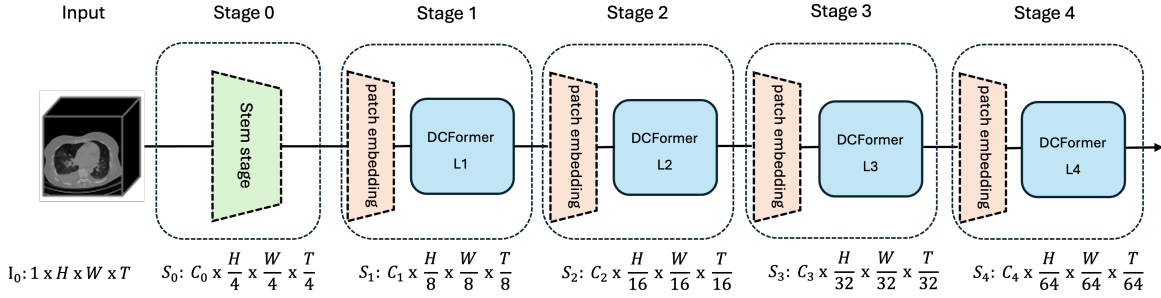 Input
Stage 0
Stage 1
Stage 2
Stage 3
Stage 4
Stem stage
patch embedding
DCFormer
L1
patch embedding
DCFormer
L2
patch embedding
DCFormer
L3
patch embedding
DCFormer
L4
I₀: 1 x H x W x T
S₀: C₀ x H/4 x W/4 x T/4
S₁: C₁ x H/8 x W/8 x T/8
S₂: C₂ x H/16 x W/16 x T/16
S₃: C₃ x H/32 x W/32 x T/32
S₄: C₄ x H/64 x W/64 x T/64